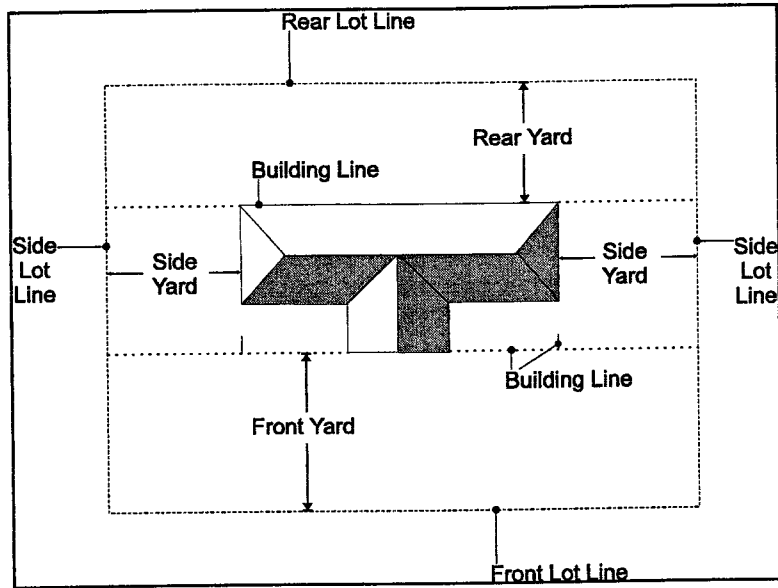 Rear Lot Line
Rear Yard
Building Line
Side
Lot
Line
Side
Yard
Side
Yard
Side
Lot
Line
Building Line
Front Yard
Front Lot Line